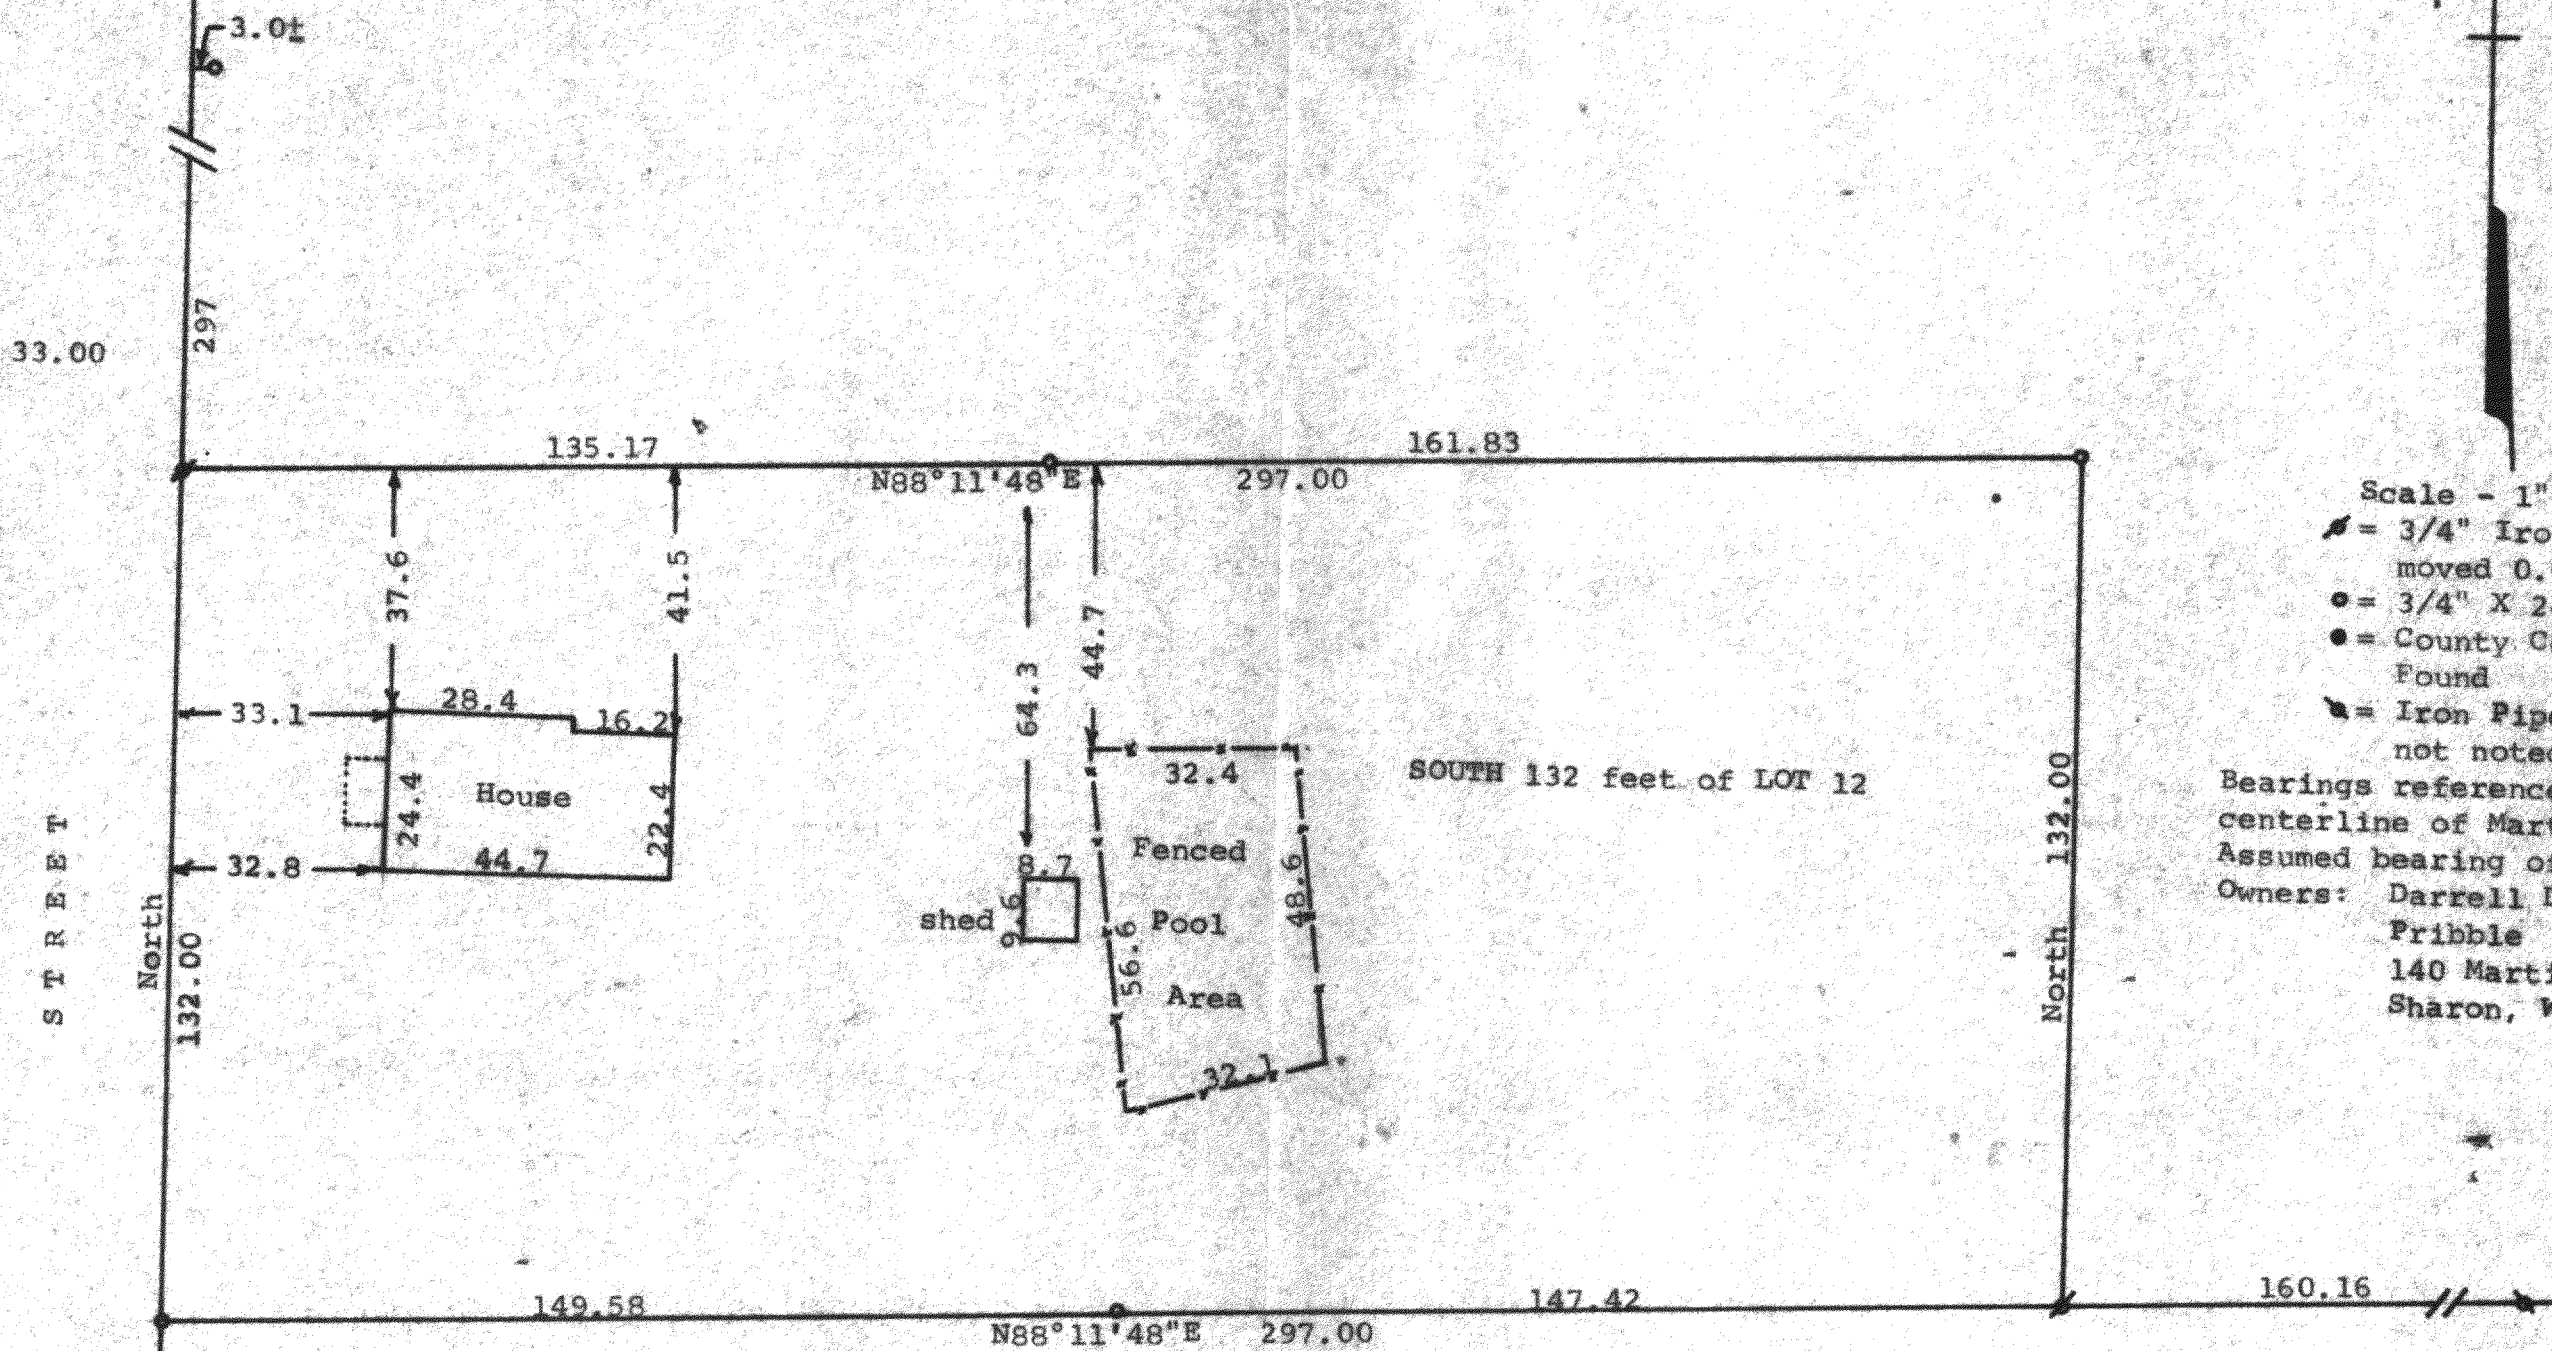 3.0±
297
33.00
135.17
161.83
N88°11'48"E
297.00
37.6
41.5
64.3
44.7
33.1
28.4
16.2
32.4
SOUTH 132 feet of LOT 12
House
24.4
22.4
44.7
32.8
8.7
shed
9.6
Fenced
Pool
Area
56.6
48.6
32.1
STREET
North
132.00
North 132.00
149.58
147.42
160.16
N88°11'48"E 297.00
Scale - 1"
= 3/4" Iro
moved 0.
= 3/4" X 2
= County C
Found
= Iron Pipe
not noted
Bearings reference
centerline of Mart
Assumed bearing of
Owners: Darrell
Pribble
140 Marti
Sharon, W